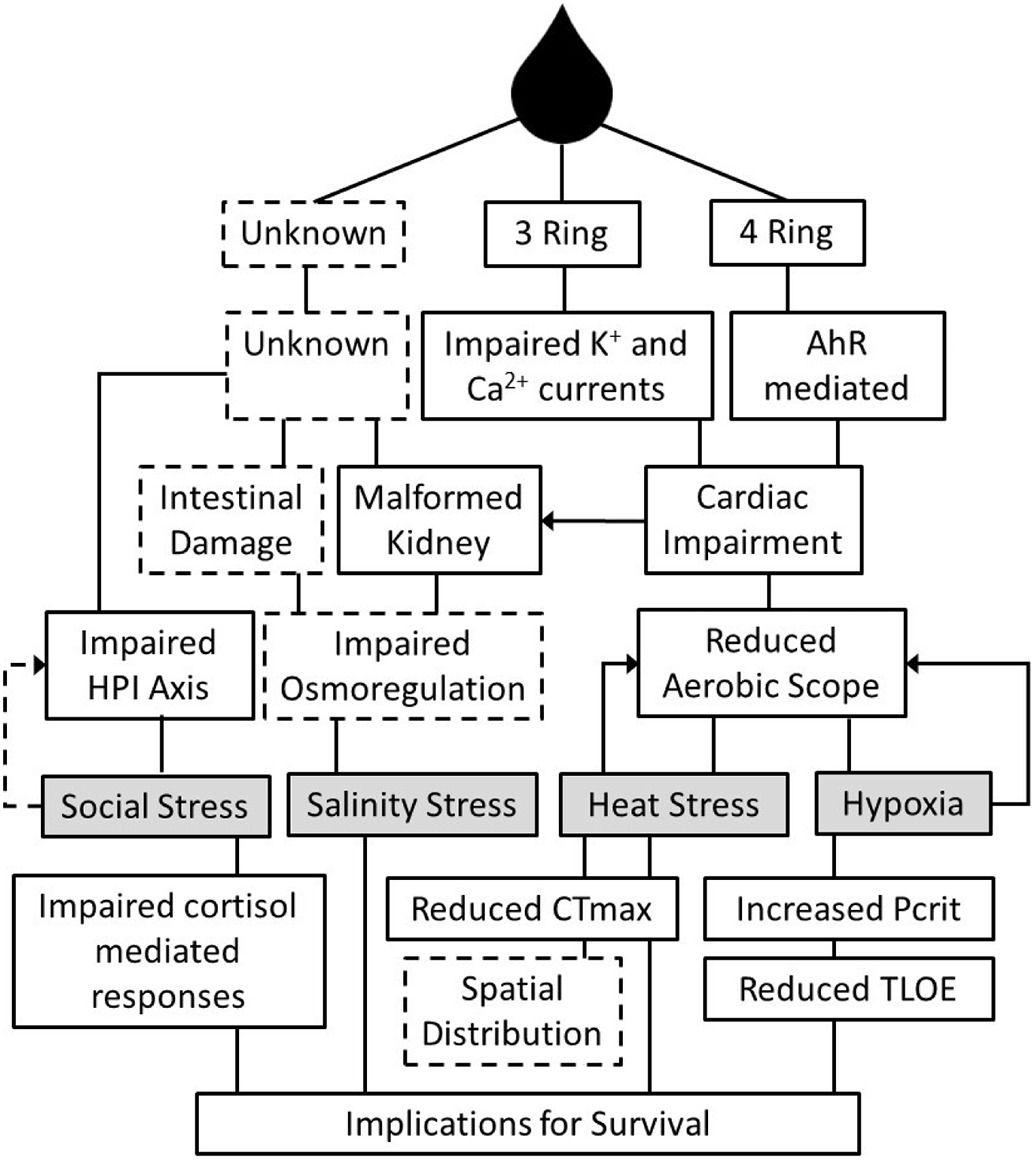 Unknown
3 Ring
4 Ring
Unknown
Impaired K⁺ and
Ca²⁺ currents
AhR
mediated
Intestinal
Damage
Malformed
Kidney
Cardiac
Impairment
Impaired
HPI Axis
Impaired
Osmoregulation
Reduced
Aerobic Scope
Social Stress
Salinity Stress
Heat Stress
Hypoxia
Impaired cortisol
mediated
responses
Reduced CTmax
Increased Pcrit
Spatial
Distribution
Reduced TLOE
Implications for Survival